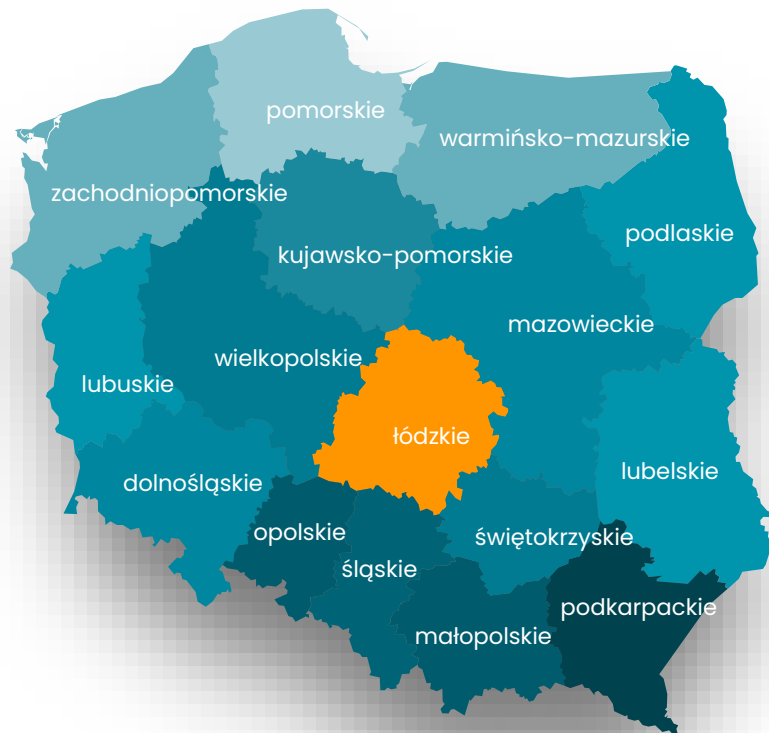 pomorskie
warmińsko-mazurskie
zachodniopomorskie
podlaskie
kujawsko-pomorskie
mazowieckie
wielkopolskie
lubuskie
łódzkie
lubelskie
dolnośląskie
opolskie
świętokrzyskie
śląskie
podkarpackie
małopolskie